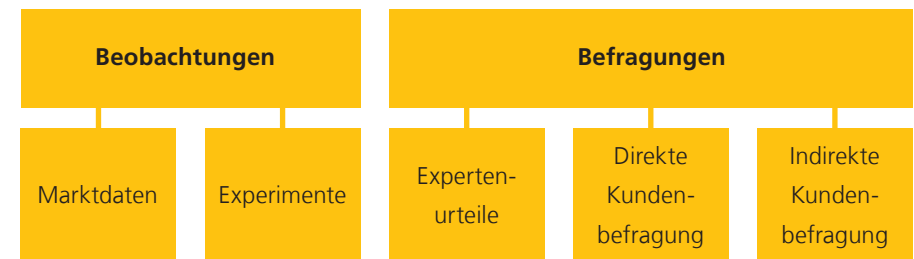 Beobachtungen
Befragungen
Marktdaten
Experimente
Experten-
urteile
Direkte
Kunden-
befragung
Indirekte
Kunden-
befragung